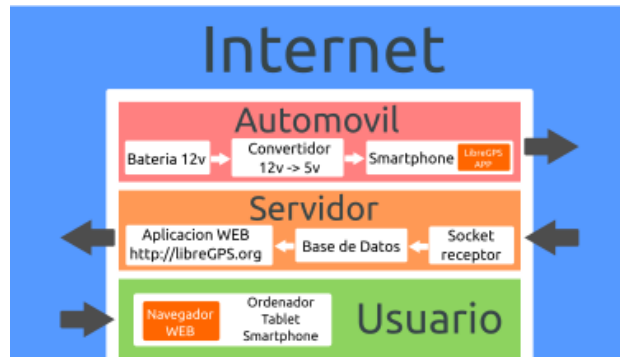 Internet
Automovil
Bateria 12v
Convertidor
12v -> 5v
Smartphone
LibreGPS
APP
Servidor
Aplicacion WEB
http://libreGPS.org
Base de Datos
Socket
receptor
Navegador
WEB
Ordenador
Tablet
Smartphone
Usuario